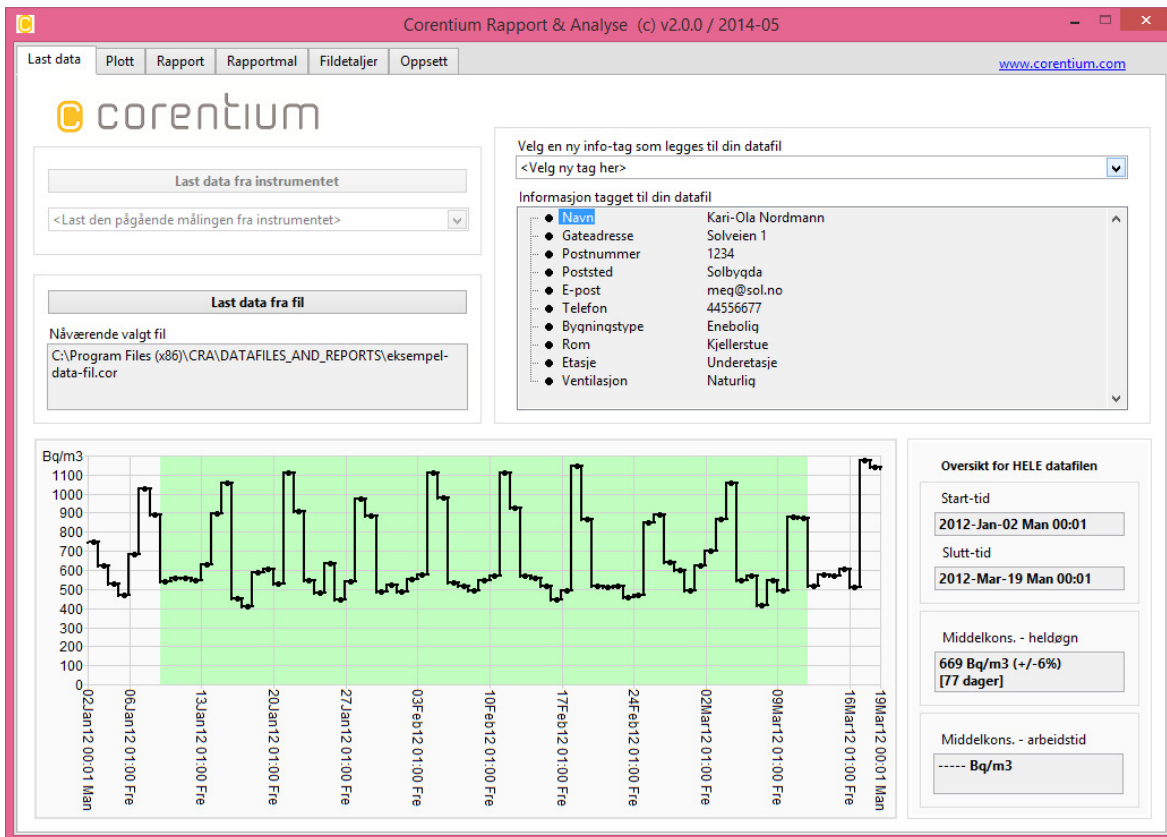 Corentium Rapport & Analyse (c) v2.0.0 / 2014-05
Last data
Plott
Rapport
Rapportmal
Fildetaljer
Oppsett
www.corentium.com
corentium
Last data fra instrumentet
<Last den pågående målingen fra instrumentet>
Last data fra fil
Nåværende valgt fil
C:\Program Files (x86)\CRA\DATAFILES_AND_REPORTS\eksempel-
data-fil.cor
Velg en ny info-tag som legges til din datafil
<Velg ny tag her>
Informasjon tagget til din datafil
Navn Kari-Ola Nordmann
Gateadresse Solveien 1
Postnummer 1234
Poststed Solbygda
E-post meg@sol.no
Telefon 44556677
Bygningstype Enebolig
Rom Kjellerstue
Etasje Underetasje
Ventilasjon Naturlig
Bq/m3
1100
1000
900
800
700
600
500
400
300
200
100
0
02Jan12 00:01 Man
06Jan12 01:00 Fre
13Jan12 01:00 Fre
20Jan12 01:00 Fre
27Jan12 01:00 Fre
03Feb12 01:00 Fre
10Feb12 01:00 Fre
17Feb12 01:00 Fre
24Feb12 01:00 Fre
02Mar12 01:00 Fre
09Mar12 01:00 Fre
16Mar12 01:00 Fre
19Mar12 00:01 Man
Oversikt for HELE datafilen
Start-tid
2012-Jan-02 Man 00:01
Slutt-tid
2012-Mar-19 Man 00:01
Middelkons. - heldøgn
669 Bq/m3 (+/-6%)
[77 dager]
Middelkons. - arbeidstid
----- Bq/m3